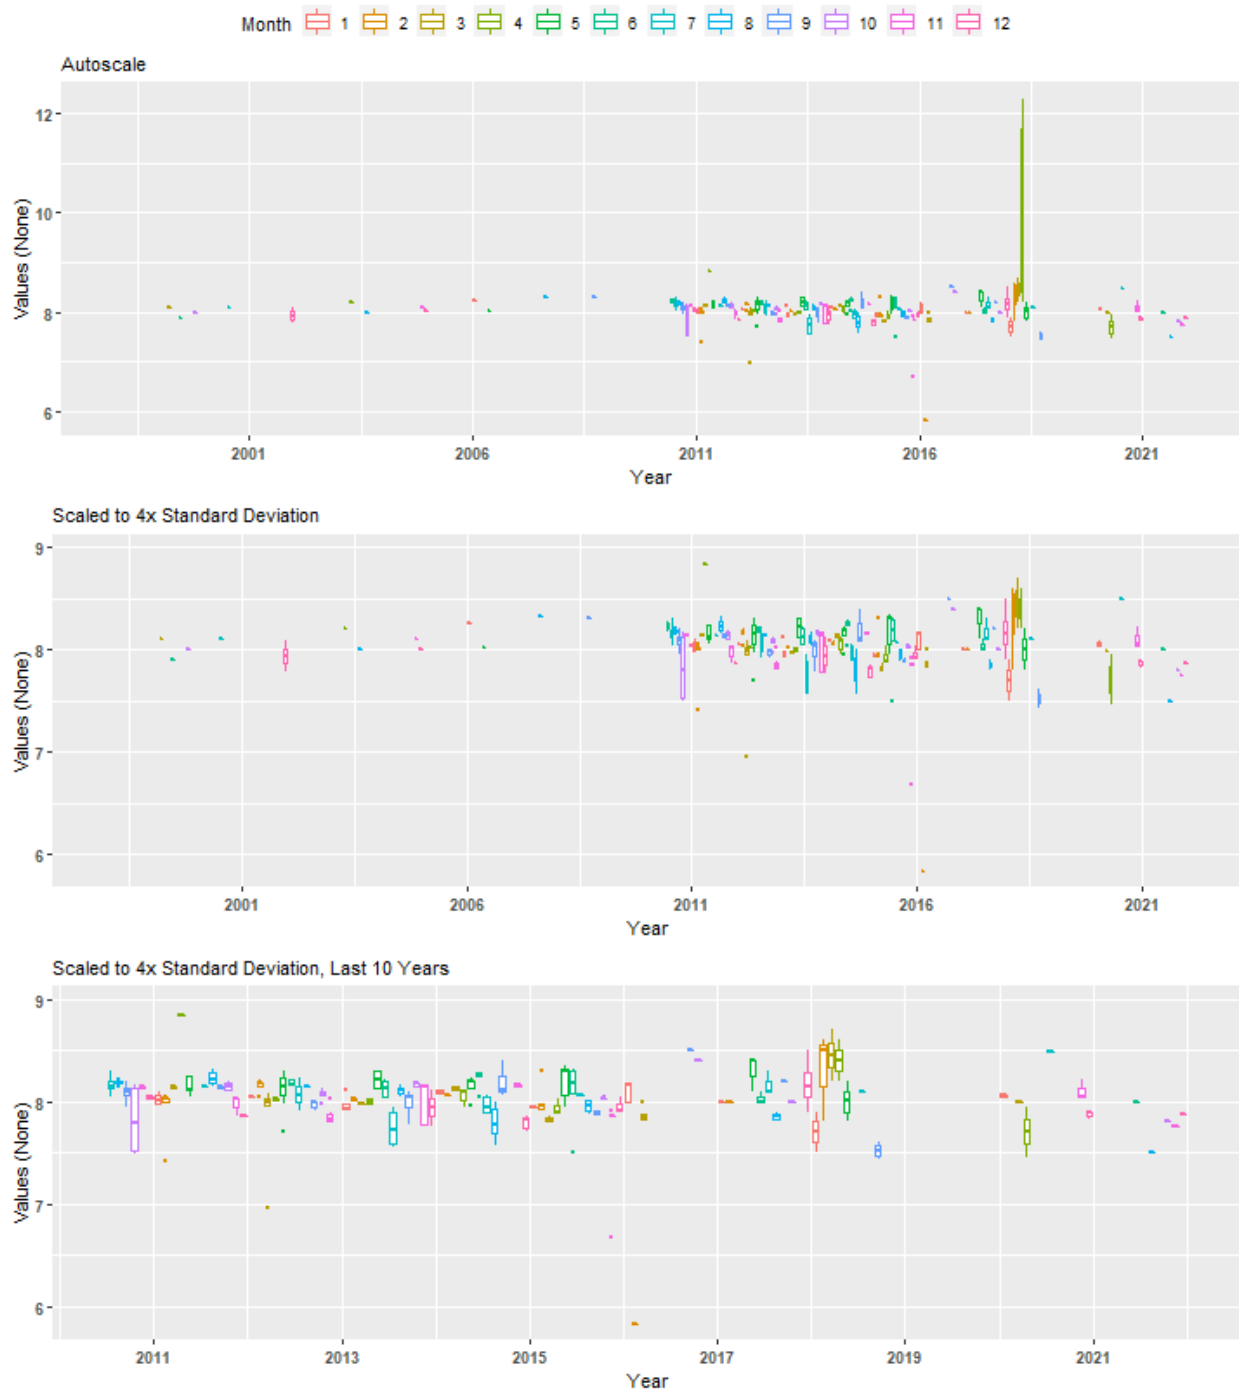 Month 1 2 3 4 5 6 7 8 9 10 11 12
Autoscale
Values (None)
12
10
8
6
2001 2006 2011 2016 2021
Year
Scaled to 4x Standard Deviation
Values (None)
9
8
7
6
2001 2006 2011 2016 2021
Year
Scaled to 4x Standard Deviation, Last 10 Years
Values (None)
9
8
7
6
2011 2013 2015 2017 2019 2021
Year